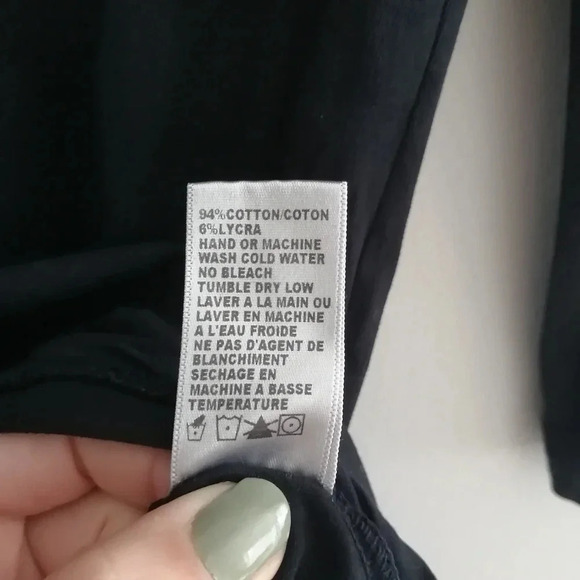 94%COTTON/COTON
6%LYCRA
HAND OR MACHINE
WASH COLD WATER
NO BLEACH
TUMBLE DRY LOW
LAVER A LA MAIN OU
LAVER EN MACHINE
A L'EAU FROIDE
NE PAS D'AGENT DE
BLANCHIMENT
SECHAGE EN
MACHINE A BASSE
TEMPERATURE